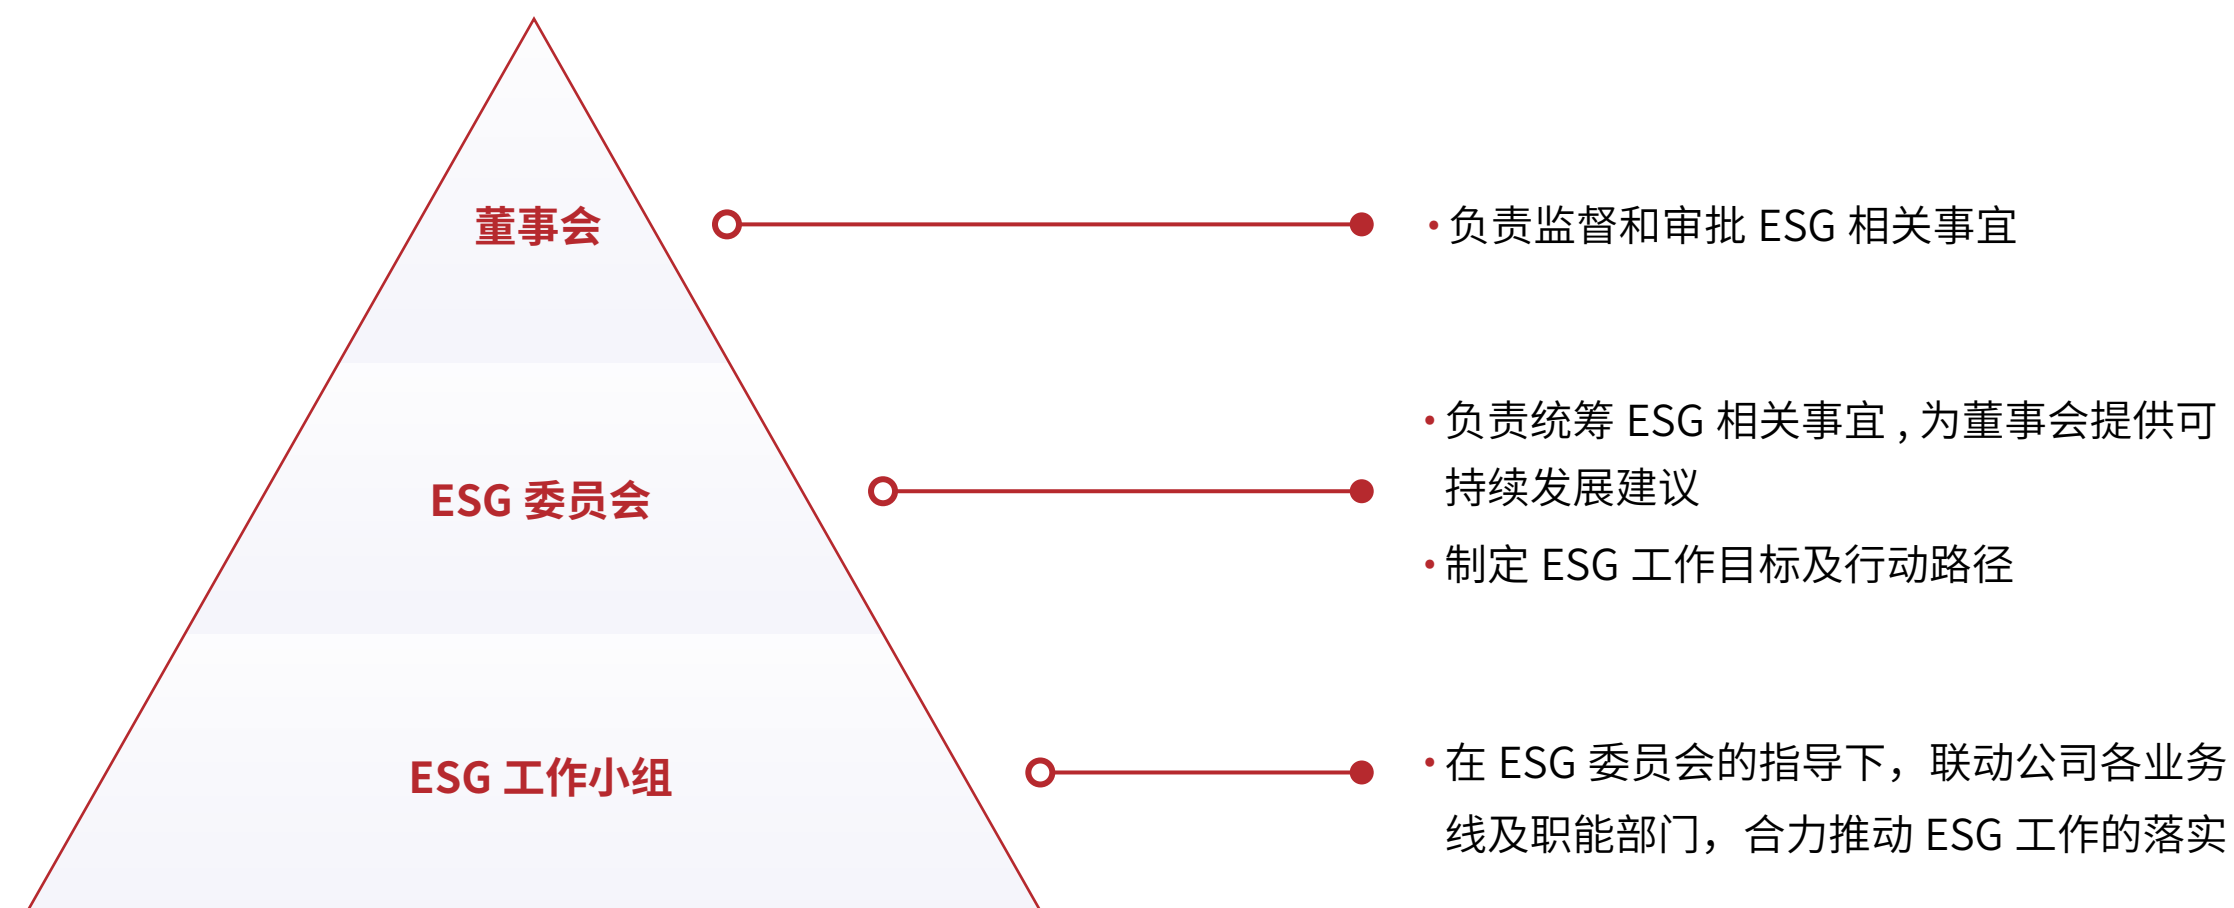 董事会
• 负责监督和审批 ESG 相关事宜
ESG 委员会
• 负责统筹 ESG 相关事宜 , 为董事会提供可
持续发展建议
• 制定 ESG 工作目标及行动路径
ESG 工作小组
• 在 ESG 委员会的指导下，联动公司各业务
线及职能部门，合力推动 ESG 工作的落实